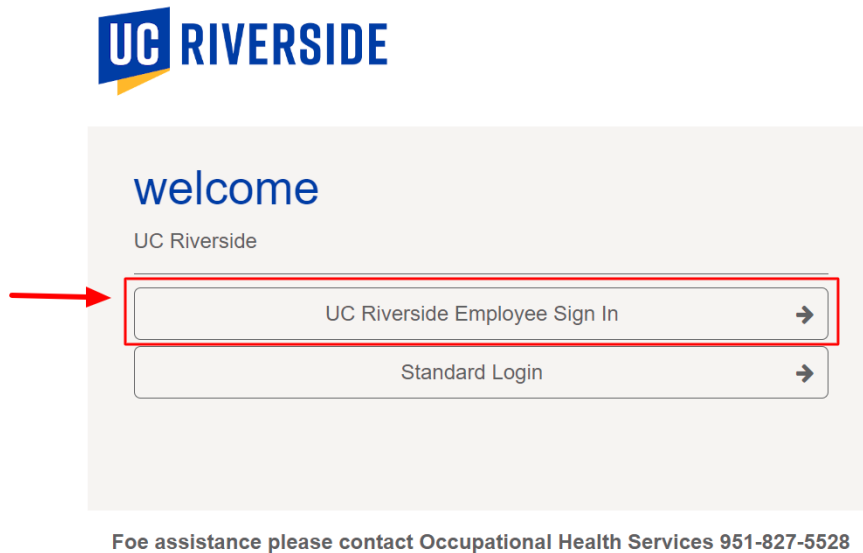 UC RIVERSIDE
welcome
UC Riverside
UC Riverside Employee Sign In
Standard Login
Foe assistance please contact Occupational Health Services 951-827-5528